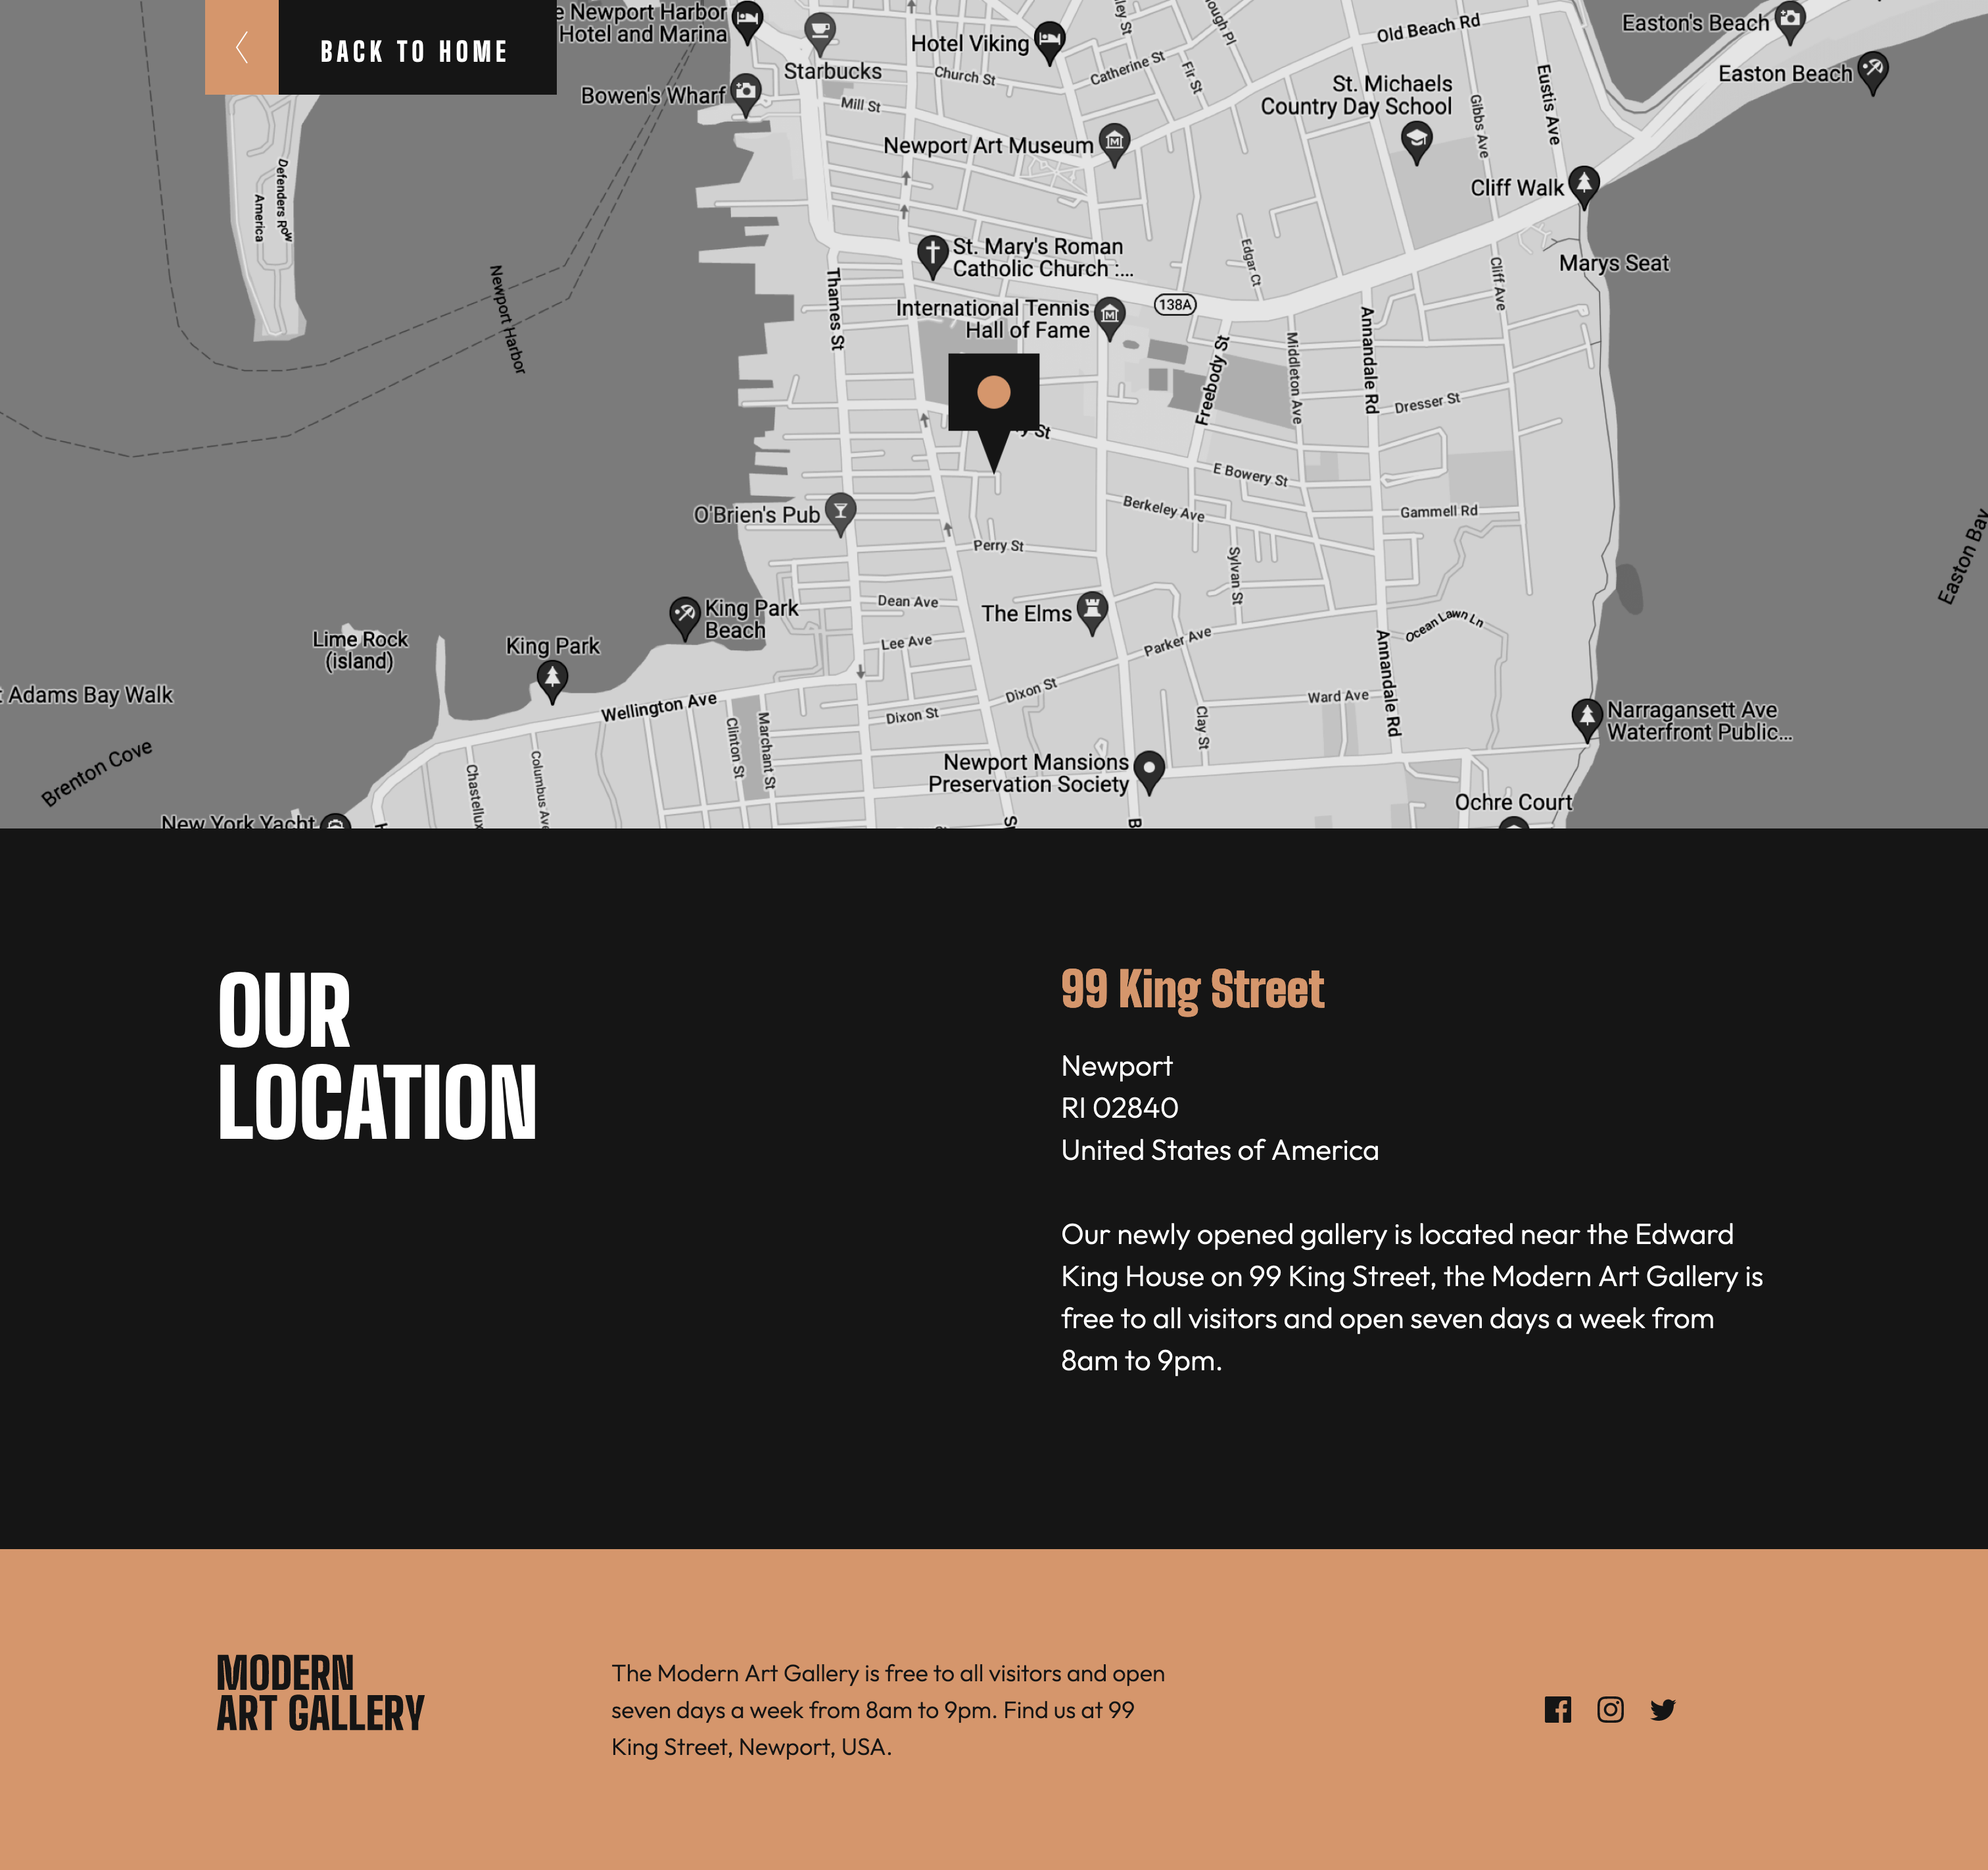 BACK TO HOME
e Newport Harbor
Hotel and Marina
Starbucks
Hotel Viking
Church St
Catherine St
Fir St
Old Beach Rd
Easton's Beach
Easton Beach
St. Michaels
Country Day School
Gibbs Ave
Eustis Ave
Bowen's Wharf
Mill St
Newport Art Museum
Cliff Walk
Defenders Row
America
Newport Harbor
St. Mary's Roman
Catholic Church :...
Edgar Ct
Cliff Ave
Marys Seat
Thames St
International Tennis
Hall of Fame
138A
Freebody St
Middleton Ave
Annandale Rd
Dresser St
E Bowery St
Berkeley Ave
Gammell Rd
O'Brien's Pub
Perry St
Sylvan St
Easton Bay
Dean Ave
The Elms
King Park
Beach
Lime Rock
(island)
King Park
Lee Ave
Parker Ave
Ocean Lawn Ln
Annandale Rd
Adams Bay Walk
Wellington Ave
Dixon St
Dixon St
Ward Ave
Clinton St
Marchant St
Clay St
Narragansett Ave
Waterfront Public...
Brenton Cove
Chastellux
Columbus Ave
Newport Mansions
Preservation Society
Ochre Court
New York Yacht
OUR
LOCATION
99 King Street
Newport
RI 02840
United States of America
Our newly opened gallery is located near the Edward
King House on 99 King Street, the Modern Art Gallery is
free to all visitors and open seven days a week from
8am to 9pm.
MODERN
ART GALLERY
The Modern Art Gallery is free to all visitors and open
seven days a week from 8am to 9pm. Find us at 99
King Street, Newport, USA.